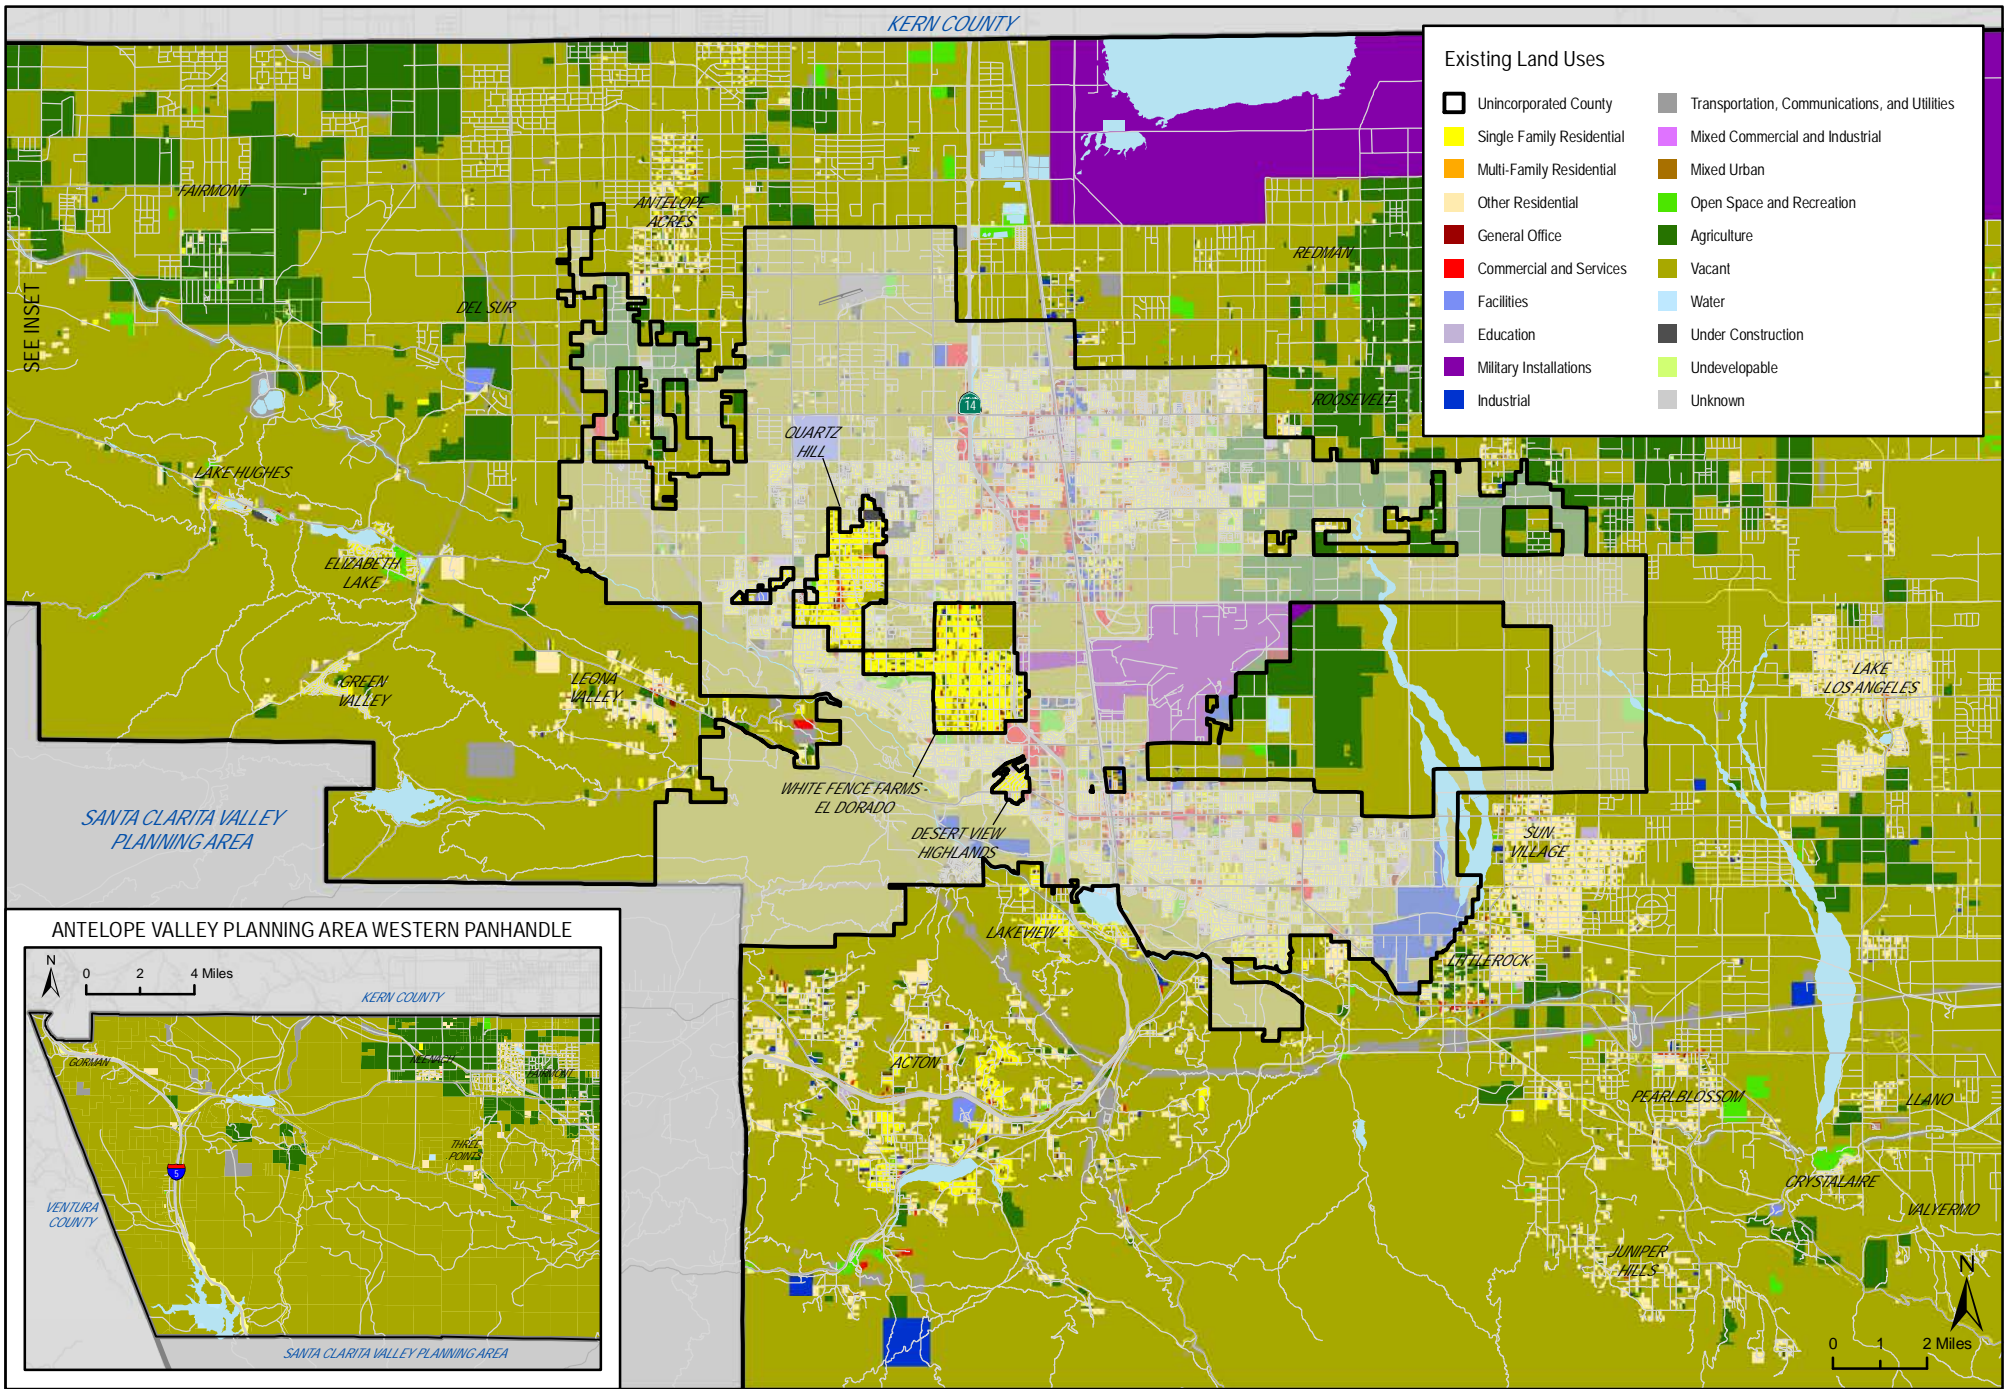 KERN COUNTY
Existing Land Uses
Unincorporated County
Single Family Residential
Multi-Family Residential
Other Residential
General Office
Commercial and Services
Facilities
Education
Military Installations
Industrial
Transportation, Communications, and Utilities
Mixed Commercial and Industrial
Mixed Urban
Open Space and Recreation
Agriculture
Vacant
Water
Under Construction
Undevelopable
Unknown
FAIRMONT
ANTELOPE
ACRES
REDMAN
SEE INSET
DEL SUR
ROOSEVELT
14
QUARTZ
HILL
LAKE HUGHES
ELIZABETH
LAKE
GREEN
VALLEY
LEONA
VALLEY
LAKE
LOS ANGELES
WHITE FENCE FARMS -
EL DORADO
DESERT VIEW
HIGHLANDS
SANTA CLARITA VALLEY
PLANNING AREA
SUN
VILLAGE
LAKEVIEW
LITTLEROCK
ACTON
PEARLBLOSSOM
LLANO
CRYSTALAIRE
VALYERMO
JUNIPER
HILLS
N
0 1 2 Miles
ANTELOPE VALLEY PLANNING AREA WESTERN PANHANDLE
N
0 2 4 Miles
KERN COUNTY
GORMAN
NEENACH
FAIRMONT
THREE
POINTS
5
VENTURA
COUNTY
SANTA CLARITA VALLEY PLANNING AREA